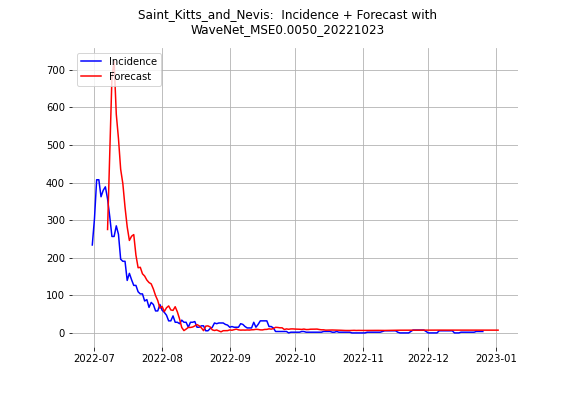 Saint_Kitts_and_Nevis:  Incidence + Forecast with
WaveNet_MSE0.0050_20221023
Incidence
Forecast
700
600
500
400
300
200
100
0
2022-07 2022-08 2022-09 2022-10 2022-11 2022-12 2023-01